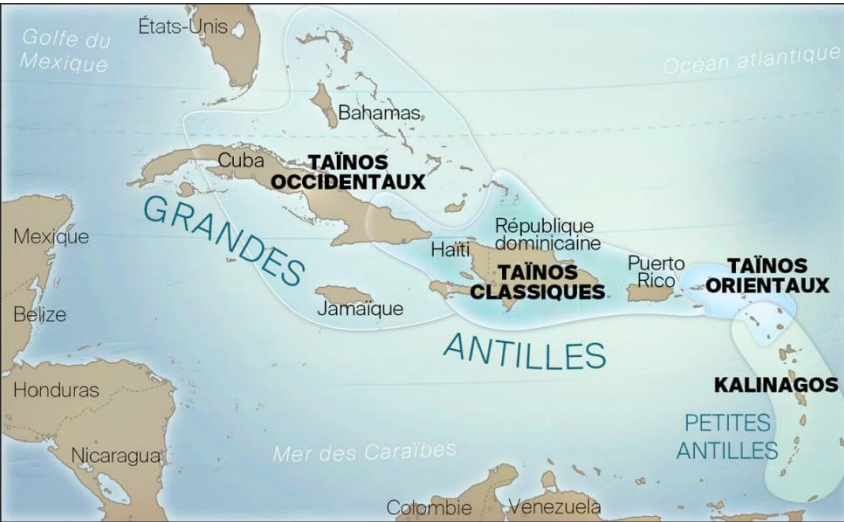 États-Unis
Golfe du
Mexique
Océan atlantique
Bahamas
Cuba
TAÏNOS
OCCIDENTAUX
GRANDES
Mexique
Haïti
République
dominicaine
TAÏNOS
CLASSIQUES
Puerto
Rico
TAÏNOS
ORIENTAUX
Belize
Jamaïque
ANTILLES
Honduras
KALINAGOS
PETITES
ANTILLES
Nicaragua
Mer des Caraïbes
Colombie
Venezuela